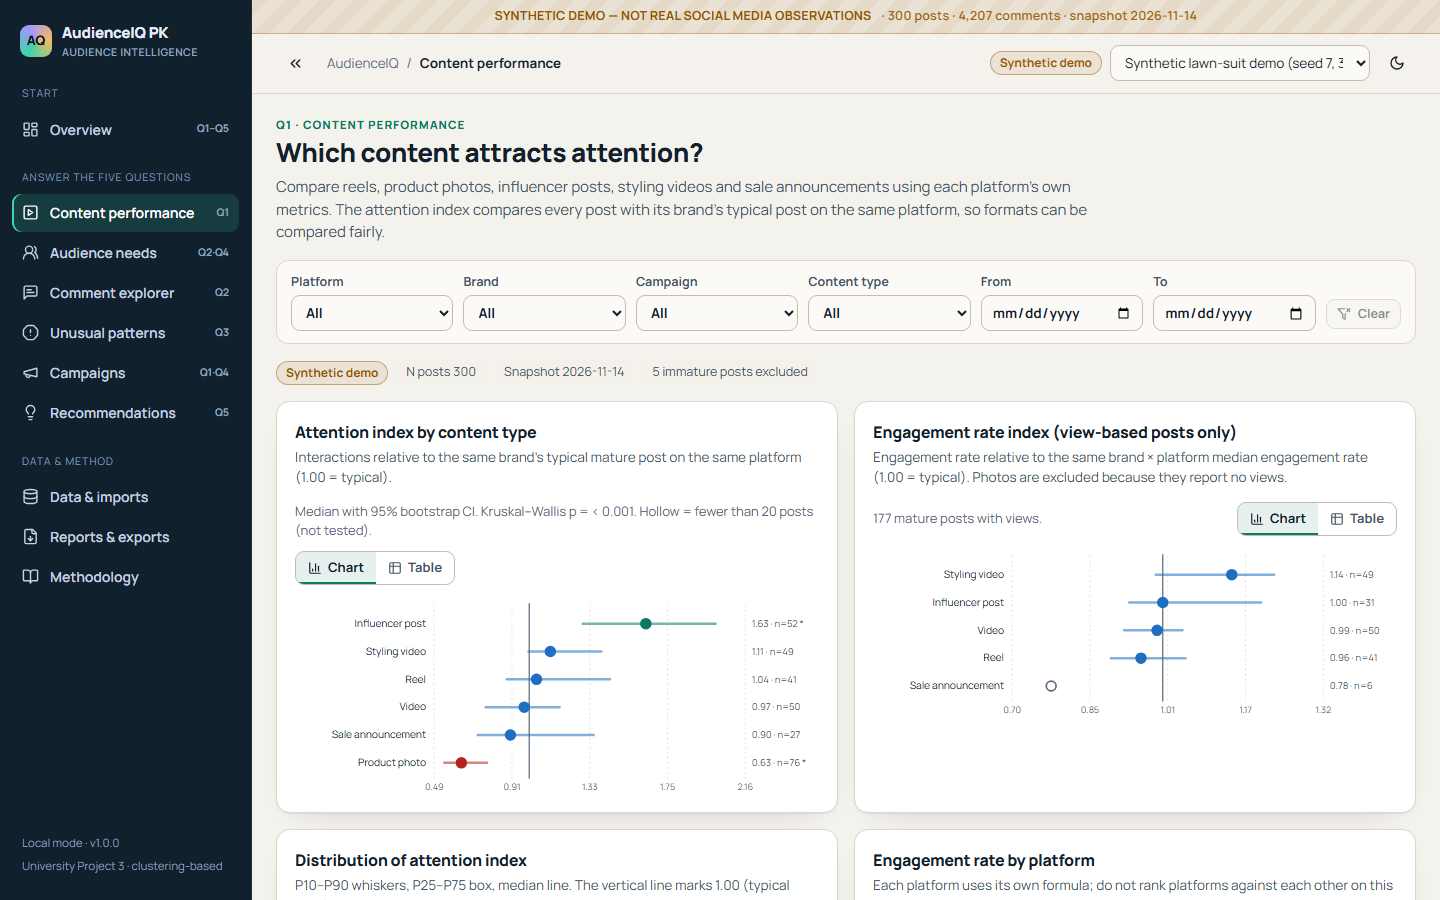 AQ
AudienceIQ PK
AUDIENCE INTELLIGENCE
START
Overview Q1–Q5
ANSWER THE FIVE QUESTIONS
Content performance Q1
Audience needs Q2·Q4
Comment explorer Q2
Unusual patterns Q3
Campaigns Q1·Q4
Recommendations Q5
DATA & METHOD
Data & imports
Reports & exports
Methodology
Local mode · v1.0.0
University Project 3 · clustering-based
SYNTHETIC DEMO — NOT REAL SOCIAL MEDIA OBSERVATIONS · 300 posts · 4,207 comments · snapshot 2026-11-14
AudienceIQ / Content performance
Synthetic demo
Synthetic lawn-suit demo (seed 7, 3
Q1 · CONTENT PERFORMANCE
Which content attracts attention?
Compare reels, product photos, influencer posts, styling videos and sale announcements using each platform's own
metrics. The attention index compares every post with its brand's typical post on the same platform, so formats can be
compared fairly.
Platform Brand Campaign Content type From To
All All All All mm/dd/yyyy mm/dd/yyyy Clear
Synthetic demo N posts 300 Snapshot 2026-11-14 5 immature posts excluded
Attention index by content type
Interactions relative to the same brand's typical mature post on the same platform
(1.00 = typical).
Median with 95% bootstrap CI. Kruskal–Wallis p = < 0.001. Hollow = fewer than 20 posts
(not tested).
Chart Table
Influencer post 1.63 · n=52 *
Styling video 1.11 · n=49
Reel 1.04 · n=41
Video 0.97 · n=50
Sale announcement 0.90 · n=27
Product photo 0.63 · n=76 *
0.49 0.91 1.33 1.75 2.16
Engagement rate index (view-based posts only)
Engagement rate relative to the same brand × platform median engagement rate
(1.00 = typical). Photos are excluded because they report no views.
177 mature posts with views.
Chart Table
Styling video 1.14 · n=49
Influencer post 1.00 · n=31
Video 0.99 · n=50
Reel 0.96 · n=41
Sale announcement 0.78 · n=6
0.70 0.85 1.01 1.17 1.32
Distribution of attention index
P10–P90 whiskers, P25–P75 box, median line. The vertical line marks 1.00 (typical
Engagement rate by platform
Each platform uses its own formula; do not rank platforms against each other on this